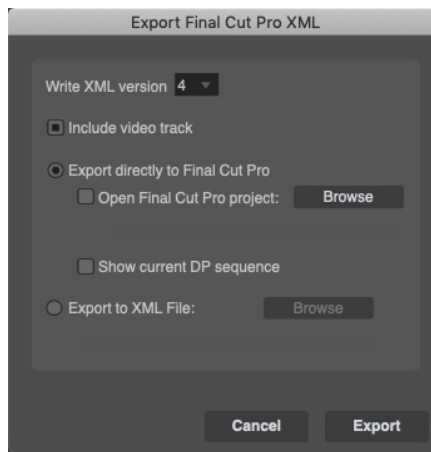 Export Final Cut Pro XML
Write XML version 4
Include video track
Export directly to Final Cut Pro
Open Final Cut Pro project: Browse
Show current DP sequence
Export to XML File: Browse
Cancel Export